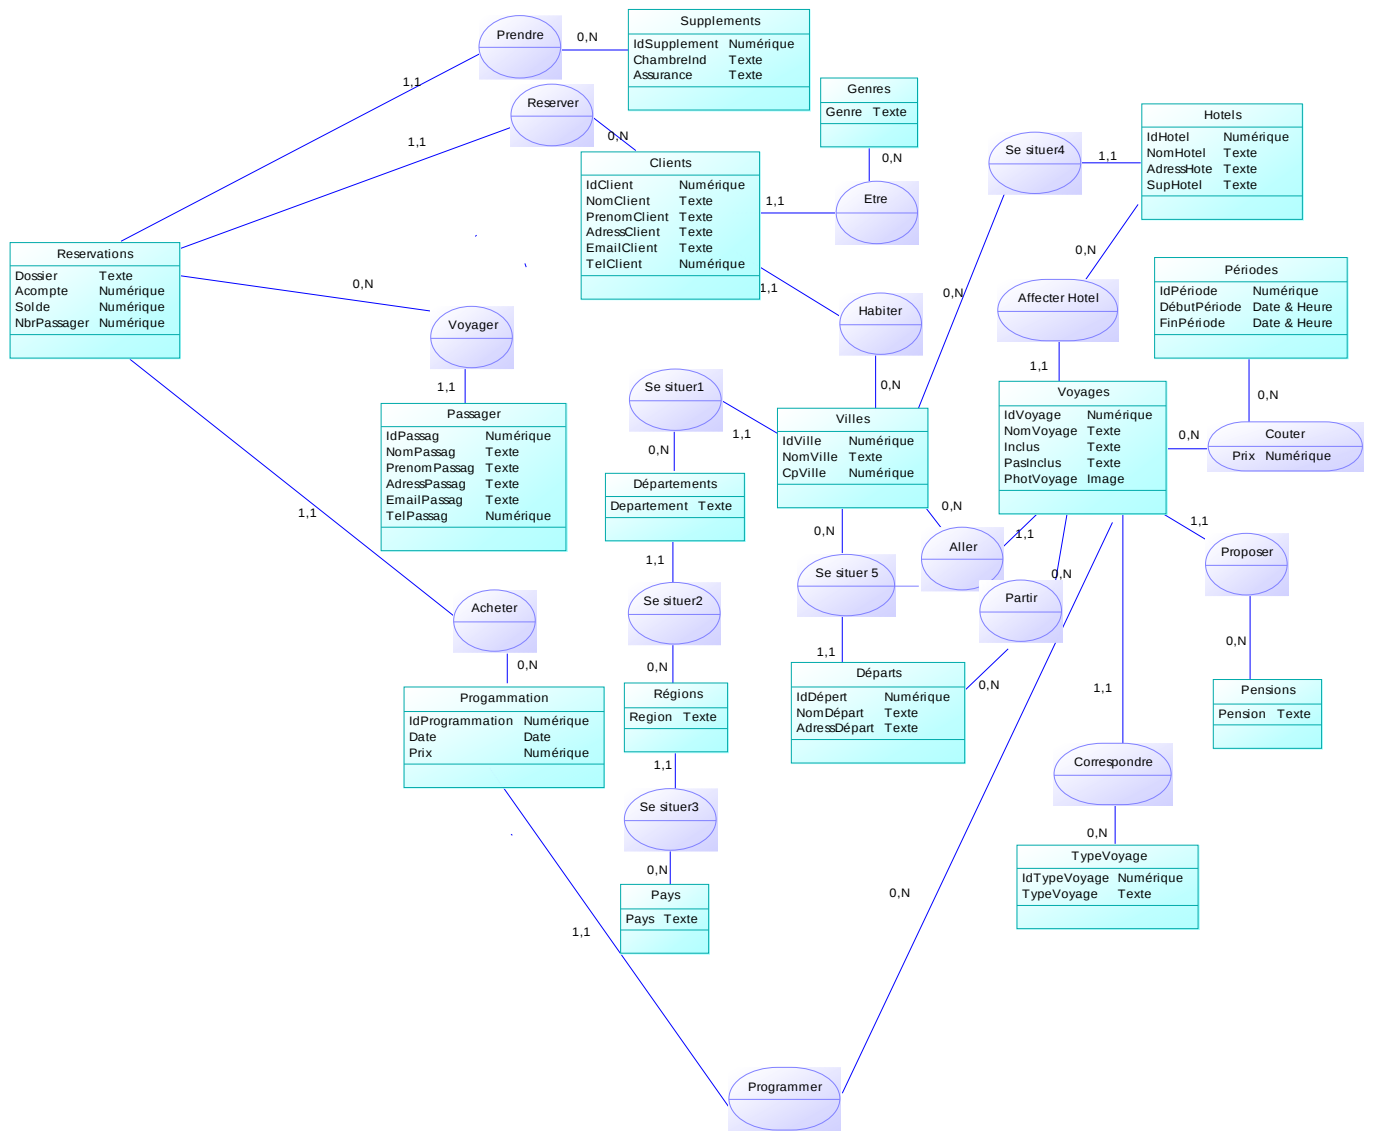 Prendre
0,N
1,1
Supplements
IdSupplement Numérique
ChambreInd Texte
Assurance Texte
Reserver
0,N
1,1
Genres
Genre Texte
0,N
Etre
1,1
Clients
IdClient Numérique
NomClient Texte
PrenomClient Texte
AdressClient Texte
EmailClient Texte
TelClient Numérique
1,1
Habiter
0,N
Se situer4
1,1
0,N
Hotels
IdHotel Numérique
NomHotel Texte
AdressHote Texte
SupHotel Texte
0,N
Affecter Hotel
1,1
Périodes
IdPériode Numérique
DébutPériode Date & Heure
FinPériode Date & Heure
0,N
Couter
Prix Numérique
0,N
Reservations
Dossier Texte
Acompte Numérique
Solde Numérique
NbrPassager Numérique
0,N
Voyager
1,1
Passager
IdPassag Numérique
NomPassag Texte
PrenomPassag Texte
AdressPassag Texte
EmailPassag Texte
TelPassag Numérique
Se situer1
1,1
0,N
Villes
IdVille Numérique
NomVille Texte
CpVille Numérique
Voyages
IdVoyage Numérique
NomVoyage Texte
Inclus Texte
PasInclus Texte
PhotVoyage Image
Départements
Departement Texte
1,1
Se situer2
0,N
0,N
Se situer 5
1,1
0,N
Aller
1,1
0,N
Partir
0,N
1,1
Proposer
0,N
Pensions
Pension Texte
1,1
Acheter
0,N
Progammation
IdProgrammation Numérique
Date Date
Prix Numérique
Régions
Region Texte
1,1
Se situer3
0,N
Pays
Pays Texte
Départs
IdDépert Numérique
NomDépart Texte
AdressDépart Texte
1,1
Correspondre
0,N
TypeVoyage
IdTypeVoyage Numérique
TypeVoyage Texte
0,N
1,1
Programmer